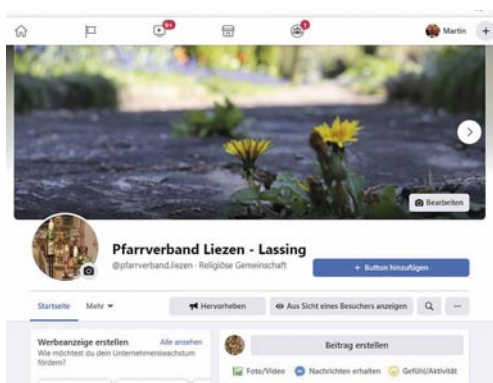 9+
1
Martin
Bearbeiten
Pfarrverband Liezen - Lassing
@pfarrverband.liezen · Religiöse Gemeinschaft
+ Button hinzufügen
Startseite Mehr
Hervorheben
Aus Sicht eines Besuchers anzeigen
Werbeanzeige erstellen Alle ansehen
Wie möchtest du dein Unternehmenswachstum
fördern?
Beitrag erstellen
Foto/Video Nachrichten erhalten Gefühl/Aktivität